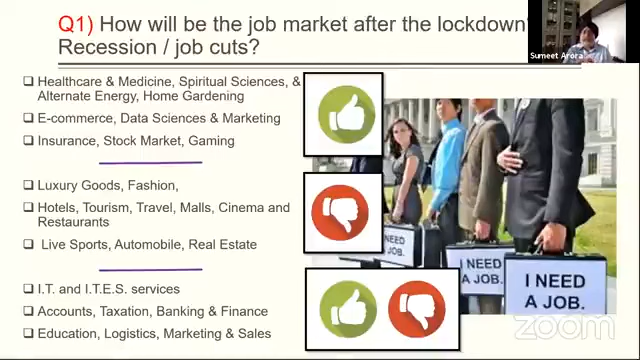 Q1) How will be the job market after the lockdown
Recession / job cuts?
Sumeet Arora
Healthcare & Medicine, Spiritual Sciences, &
Alternate Energy, Home Gardening
E-commerce, Data Sciences & Marketing
Insurance, Stock Market, Gaming
Luxury Goods, Fashion,
Hotels, Tourism, Travel, Malls, Cinema and
Restaurants
Live Sports, Automobile, Real Estate
I.T. and I.T.E.S. services
Accounts, Taxation, Banking & Finance
Education, Logistics, Marketing & Sales
NEED
JOB.
I NEED
A JOB.
I NEED
A JOB.
zoom